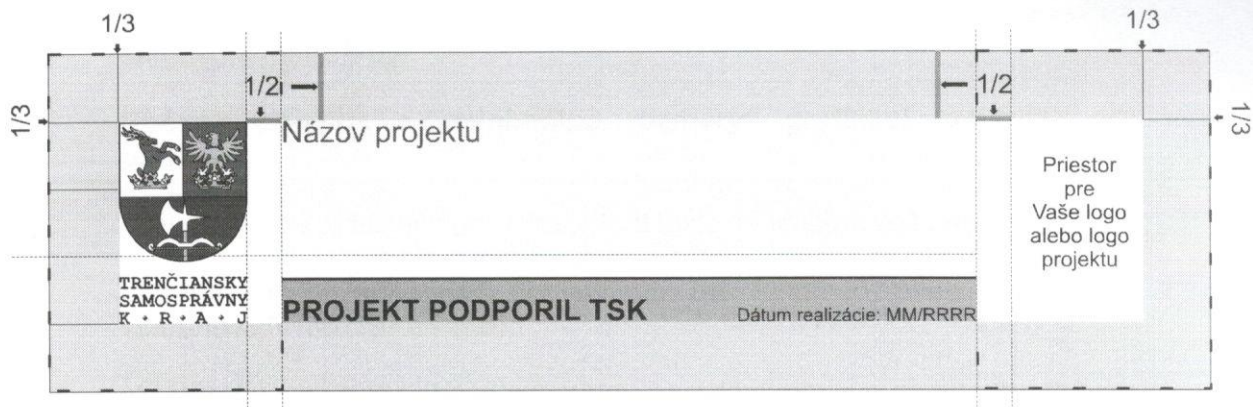 1/3
1/3
1/2
1/2
1/3
1/3
Názov projektu
Priestor
pre
Vaše logo
alebo logo
projektu
TRENČIANSKY
SAMOSPRÁVNY
K · R · A · J
PROJEKT PODPORIL TSK
Dátum realizácie: MM/RRRR